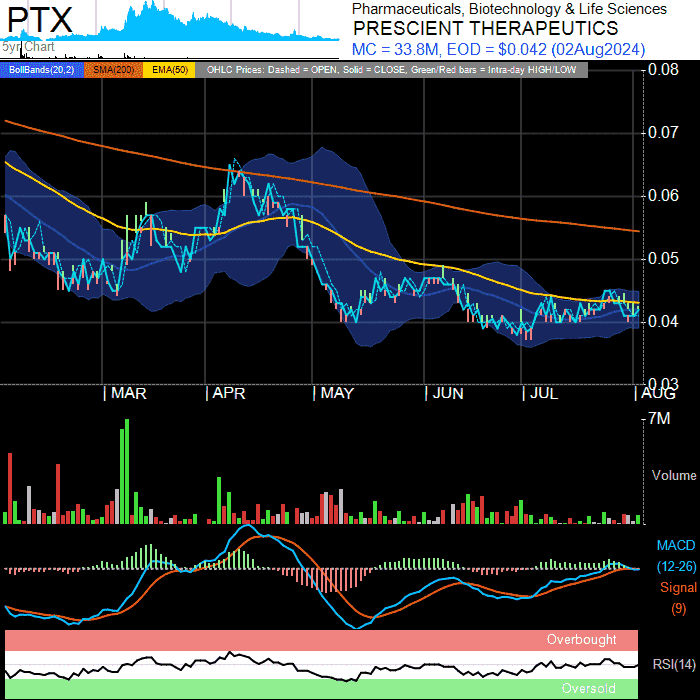 PTX
Pharmaceuticals, Biotechnology & Life Sciences
PRESCIENT THERAPEUTICS
MC = 33.8M, EOD = $0.042 (02Aug2024)
5yr Chart
BollBands(20,2) SMA(200) EMA(50) OHLC Prices: Dashed = OPEN, Solid = CLOSE, Green/Red bars = Intra-day HIGH/LOW
0.08
0.07
0.06
0.05
0.04
0.03
MAR APR MAY JUN JUL AUG
7M
Volume
MACD
(12-26)
Signal
(9)
Overbought
RSI(14)
Oversold